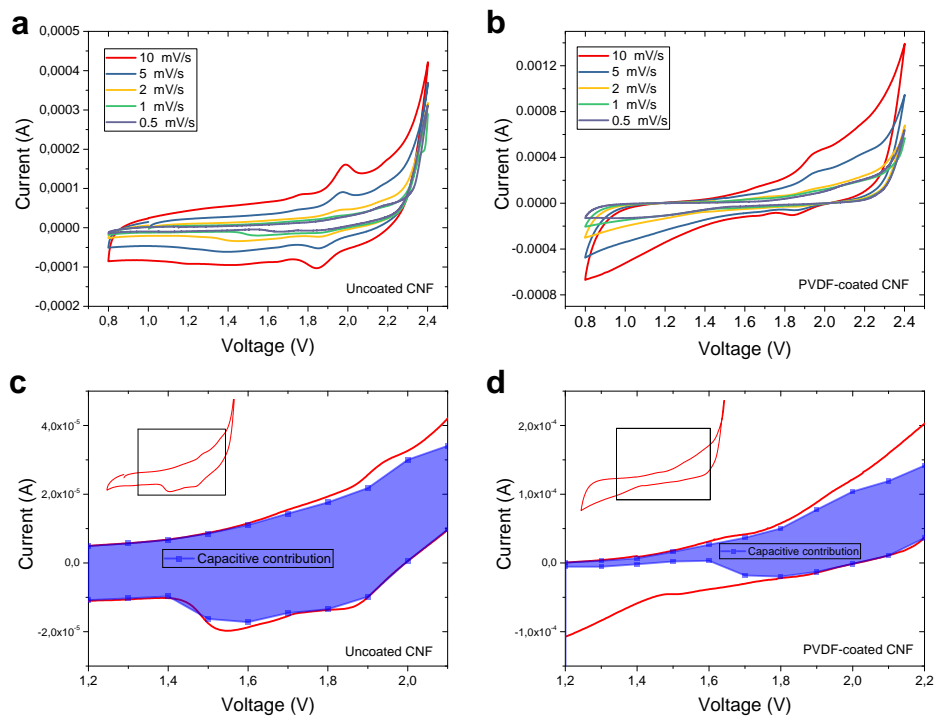 a
0,0005
0,0004
0,0003
0,0002
0,0001
0,0000
-0,0001
-0,0002
Current (A)
10 mV/s
5 mV/s
2 mV/s
1 mV/s
0.5 mV/s
Uncoated CNF
0,8 1,0 1,2 1,4 1,6 1,8 2,0 2,2 2,4
Voltage (V)
b
0.0012
0.0008
0.0004
0.0000
-0.0004
-0.0008
Current (A)
10 mV/s
5 mV/s
2 mV/s
1 mV/s
0.5 mV/s
PVDF-coated CNF
0.8 1.0 1.2 1.4 1.6 1.8 2.0 2.2 2.4
Voltage (V)
c
4,0x10-5
2,0x10-5
0,0
-2,0x10-5
Current (A)
Capacitive contribution
Uncoated CNF
1,2 1,4 1,6 1,8 2,0
Voltage (V)
d
2,0x10-4
1,0x10-4
0,0
-1,0x10-4
Current (A)
Capacitive contribution
PVDF-coated CNF
1,2 1,4 1,6 1,8 2,0 2,2
Voltage (V)